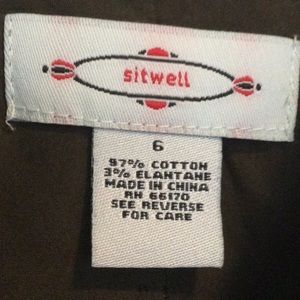 sitwell
6
97% COTTON
3% ELANTANE
MADE IN CHINA
RN 66170
SEE REVERSE
FOR CARE